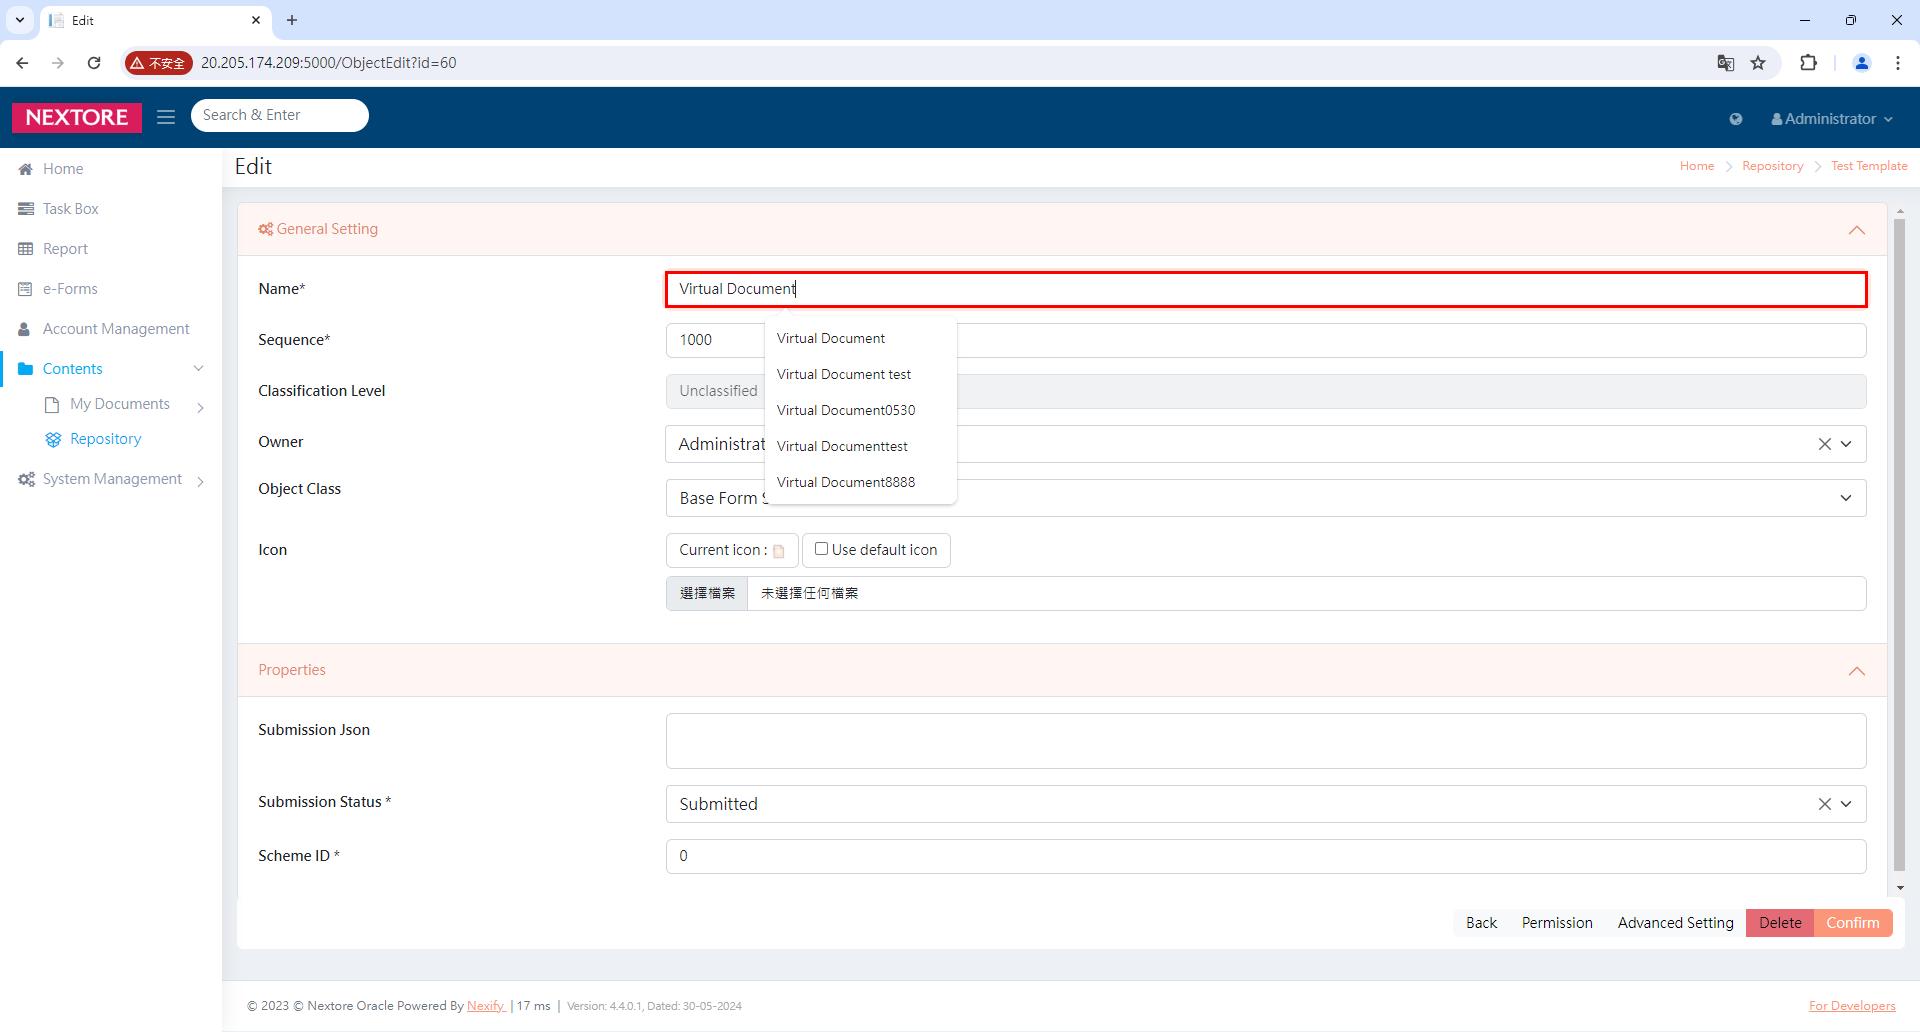 Edit
不安全
20.205.174.209:5000/ObjectEdit?id=60
NEXTORE
Search & Enter
Administrator
Home
Task Box
Report
e-Forms
Account Management
Contents
My Documents
Repository
System Management
Edit
Home
Repository
Test Template
General Setting
Name*
Virtual Document
Sequence*
1000
Virtual Document
Virtual Document test
Virtual Document0530
Virtual Documenttest
Virtual Document8888
Classification Level
Unclassified
Owner
Administrat
Object Class
Base Form S
Icon
Current icon :
Use default icon
選擇檔案
未選擇任何檔案
Properties
Submission Json
Submission Status *
Submitted
Scheme ID *
0
Back
Permission
Advanced Setting
Delete
Confirm
© 2023 © Nextore Oracle Powered By Nexify | 17 ms | Version: 4.4.0.1, Dated: 30-05-2024
For Developers